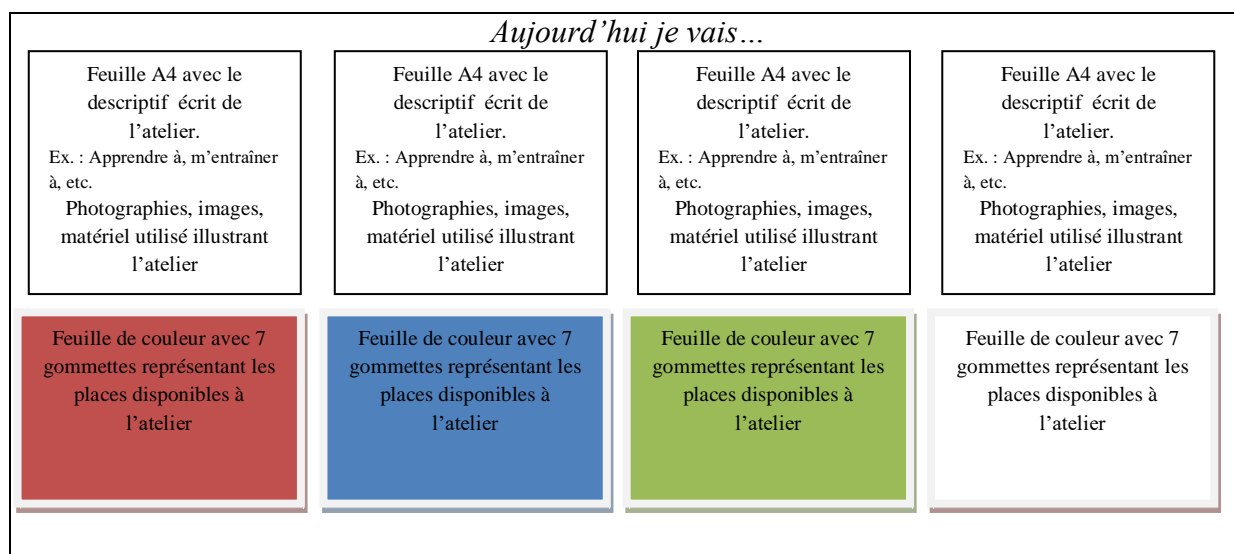 Aujourd’hui je vais…
Feuille A4 avec le
descriptif écrit de
l’atelier.
Ex. : Apprendre à, m’entraîner
à, etc.
Photographies, images,
matériel utilisé illustrant
l’atelier
Feuille A4 avec le
descriptif écrit de
l’atelier.
Ex. : Apprendre à, m’entraîner
à, etc.
Photographies, images,
matériel utilisé illustrant
l’atelier
Feuille A4 avec le
descriptif écrit de
l’atelier.
Ex. : Apprendre à, m’entraîner
à, etc.
Photographies, images,
matériel utilisé illustrant
l’atelier
Feuille A4 avec le
descriptif écrit de
l’atelier.
Ex. : Apprendre à, m’entraîner
à, etc.
Photographies, images,
matériel utilisé illustrant
l’atelier
Feuille de couleur avec 7
gommettes représentant les
places disponibles à
l’atelier
Feuille de couleur avec 7
gommettes représentant les
places disponibles à
l’atelier
Feuille de couleur avec 7
gommettes représentant les
places disponibles à
l’atelier
Feuille de couleur avec 7
gommettes représentant les
places disponibles à
l’atelier